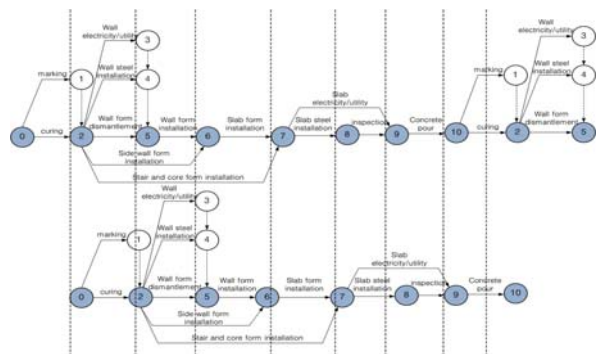 Wall
electricity/utility
3
Wall steel
installation
marking
1
4
Wall form
dismantlement
Wall form
installation
Slab form
installation
Slab
electricity/utility
Slab steel
installation
inspection
Concrete
pour
curing
0
2
5
6
7
8
9
10
Side-wall form
installation
Stair and core form installation
Wall
electricity/utility
3
Wall steel
installation
marking
1
4
Wall form
dismantlement
curing
2
5
Wall
electricity/utility
3
Wall steel
installation
marking
1
4
Wall form
dismantlement
Wall form
installation
Slab form
installation
Slab
electricity/utility
Slab steel
installation
inspection
Concrete
pour
curing
0
2
5
6
7
8
9
10
Side-wall form
installation
Stair and core form installation